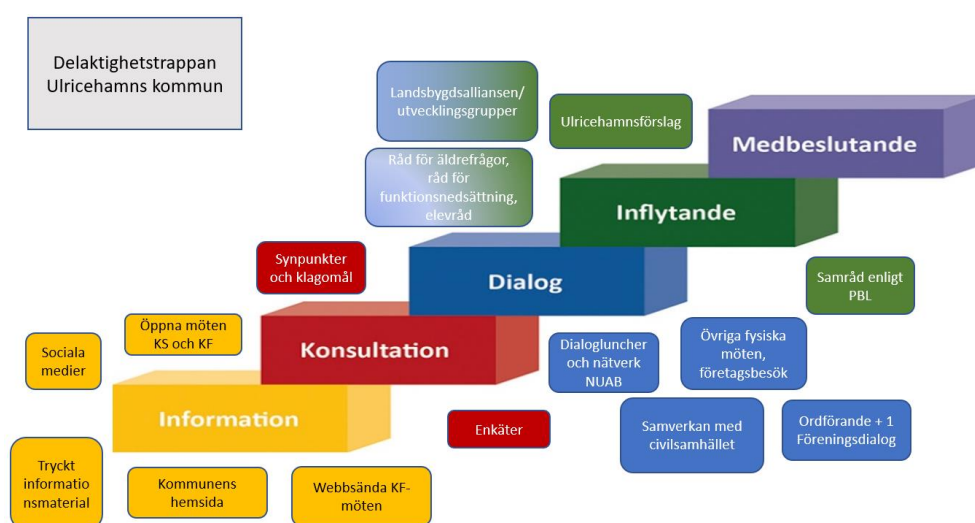 Delaktighetstrappan
Ulricehamns kommun
Landsbygdsalliansen/
utvecklingsgrupper
Ulricehamnsförslag
Medbeslutande
Råd för äldrefrågor,
råd för
funktionsnedsättning,
elevråd
Inflytande
Synpunkter
och klagomål
Dialog
Samråd enligt
PBL
Öppna möten
KS och KF
Sociala
medier
Konsultation
Dialogluncher
och nätverk
NUAB
Övriga fysiska
möten,
företagsbesök
Information
Enkäter
Samverkan med
civilsamhället
Ordförande + 1
Föreningsdialog
Tryckt
informatio
nsmaterial
Kommunens
hemsida
Webbsända KF-
möten